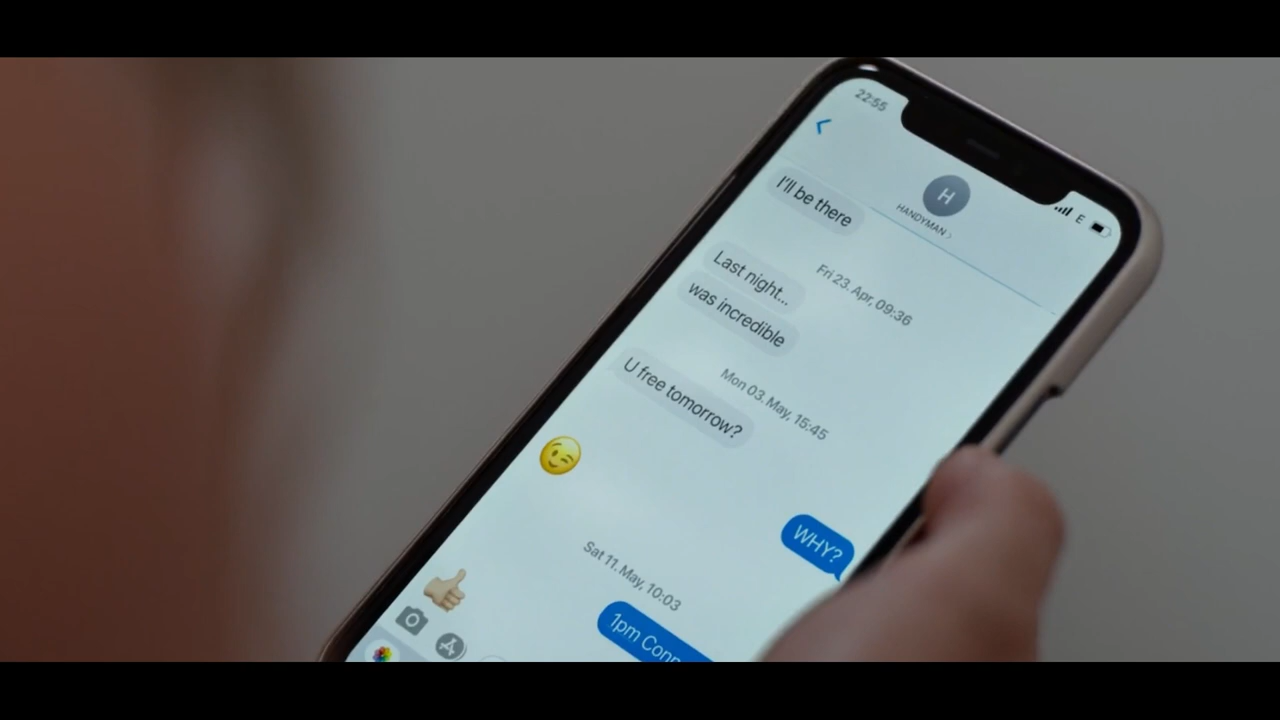 22:55
E
H
HANDYMAN
I'll be there
Fri 23. Apr, 09:36
Last night...
was incredible
Mon 03. May, 15:45
U free tomorrow?
WHY?
Sat 11. May, 10:03
1pm